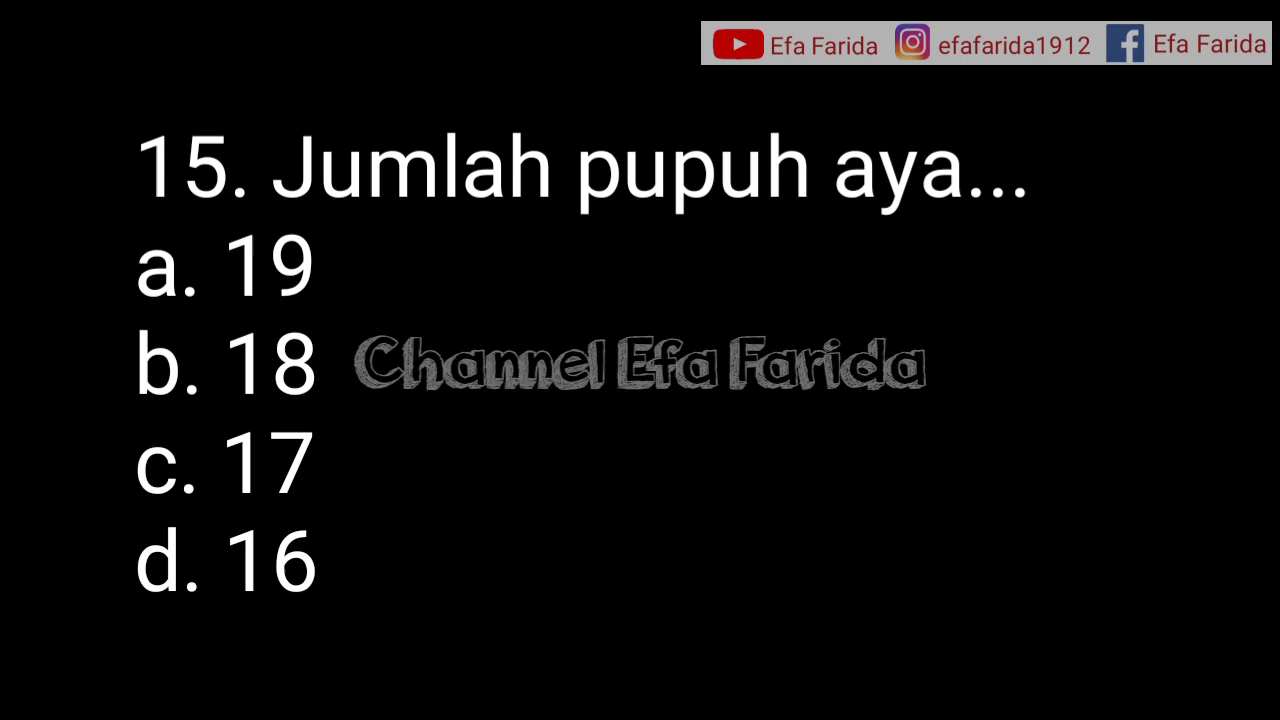 Efa Farida efafarida1912 Efa Farida
15. Jumlah pupuh aya...
a. 19
b. 18
Channel Efa Farida
c. 17
d. 16